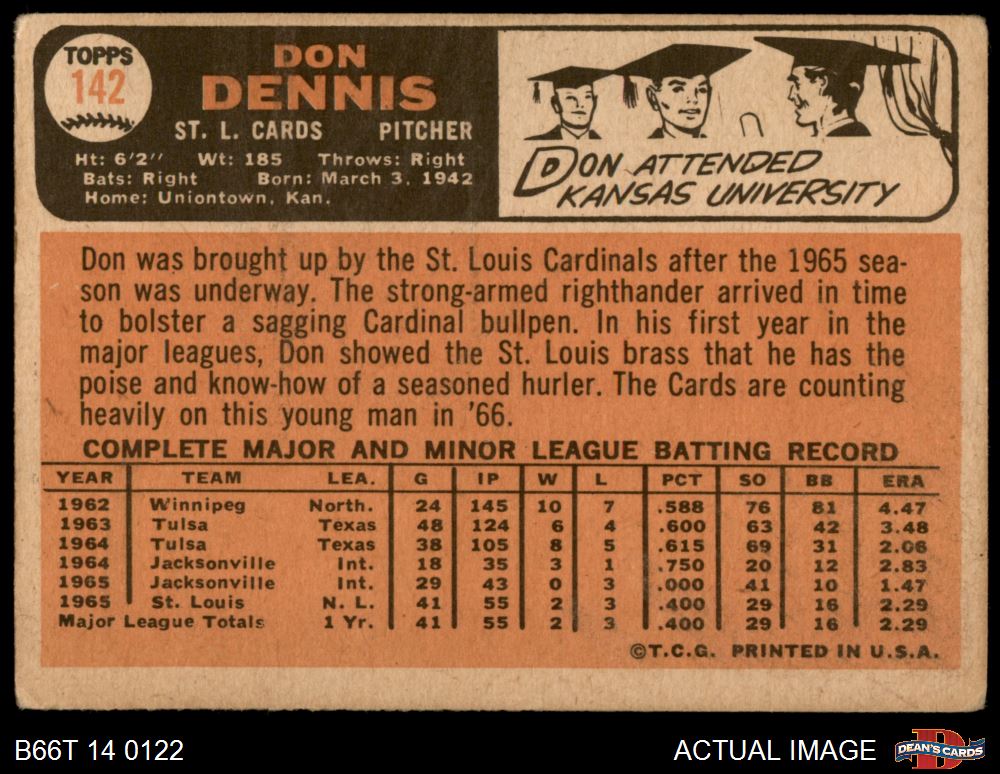 TOPPS
142
DON
DENNIS
ST. L. CARDS PITCHER
Ht: 6'2" Wt: 185 Throws: Right
Bats: Right Born: March 3, 1942
Home: Uniontown, Kan.
DON ATTENDED
KANSAS UNIVERSITY
Don was brought up by the St. Louis Cardinals after the 1965 sea-
son was underway. The strong-armed righthander arrived in time
to bolster a sagging Cardinal bullpen. In his first year in the
major leagues, Don showed the St. Louis brass that he has the
poise and know-how of a seasoned hurler. The Cards are counting
heavily on this young man in '66.
COMPLETE MAJOR AND MINOR LEAGUE BATTING RECORD
YEAR TEAM LEA. G IP W L PCT SO BB ERA
1962 Winnipeg North. 24 145 10 7 .588 76 81 4.47
1963 Tulsa Texas 48 124 6 4 .600 63 42 3.48
1964 Tulsa Texas 38 105 8 5 .615 69 31 2.06
1964 Jacksonville Int. 18 35 3 1 .750 20 12 2.83
1965 Jacksonville Int. 29 43 0 3 .000 41 10 1.47
1965 St. Louis N. L. 41 55 2 3 .400 29 16 2.29
Major League Totals 1 Yr. 41 55 2 3 .400 29 16 2.29
©T.C.G. PRINTED IN U.S.A.
B66T 14 0122 ACTUAL IMAGE DEAN'S CARDS